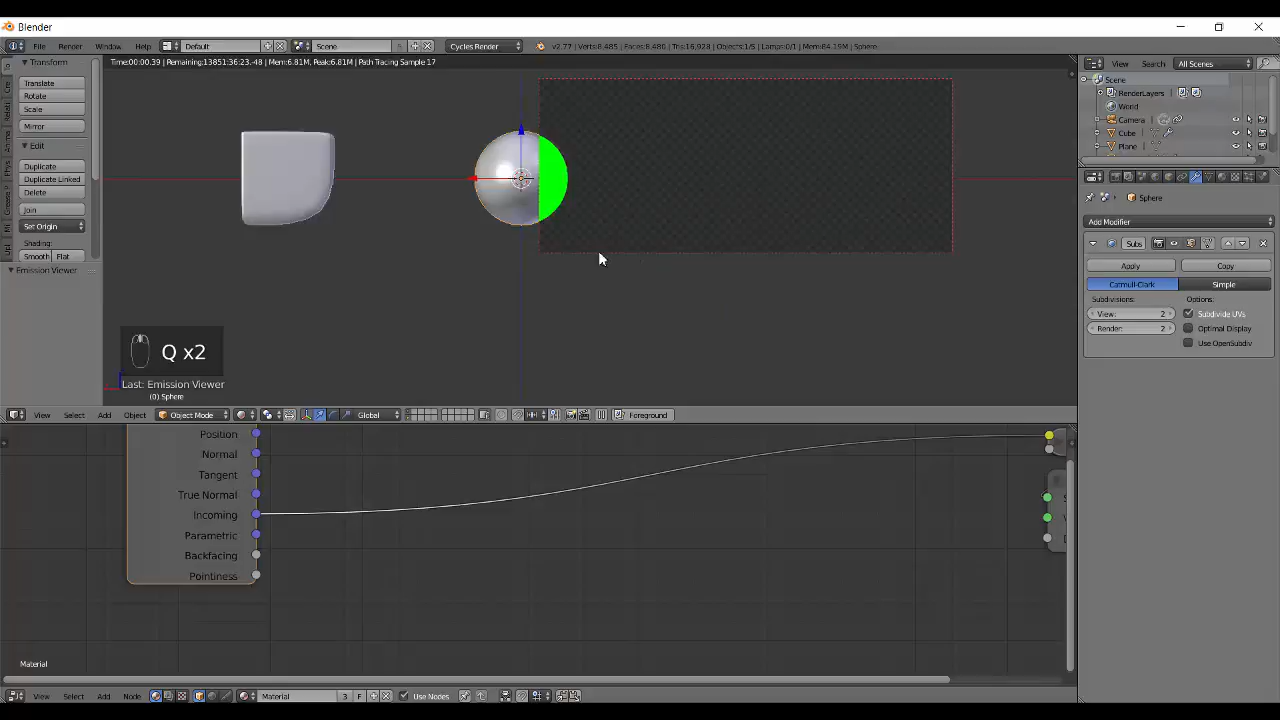 Blender
File Render Window Help Default Scene Cycles Render v2.77 | Verts:8,485 | Faces:8,480 | Tris:16,928 | Objects:1/5 | Lamps:0/1 | Mem:84.19M | Sphere
Time:00:00.39 | Remaining:13851:36:23.-48 | Mem:6.81M, Peak:6.81M | Path Tracing Sample 17
Transform
Translate
Rotate
Scale
Mirror
Edit
Duplicate
Duplicate Linked
Delete
Join
Set Origin
Shading:
Smooth Flat
Emission Viewer
Q x2
Last: Emission Viewer
(0) Sphere
View Select Add Object Object Mode Global Foreground
View Search All Scenes
Scene
RenderLayers
World
Camera
Cube
Plane
Sphere
Add Modifier
Subs
Apply Copy
Catmull-Clark Simple
Subdivisions: Options:
View: 2 Subdivide UVs
Render: 2 Optimal Display
Use OpenSubdiv
Position
Normal
Tangent
True Normal
Incoming
Parametric
Backfacing
Pointiness
Material
View Select Add Node Material 3 F Use Nodes